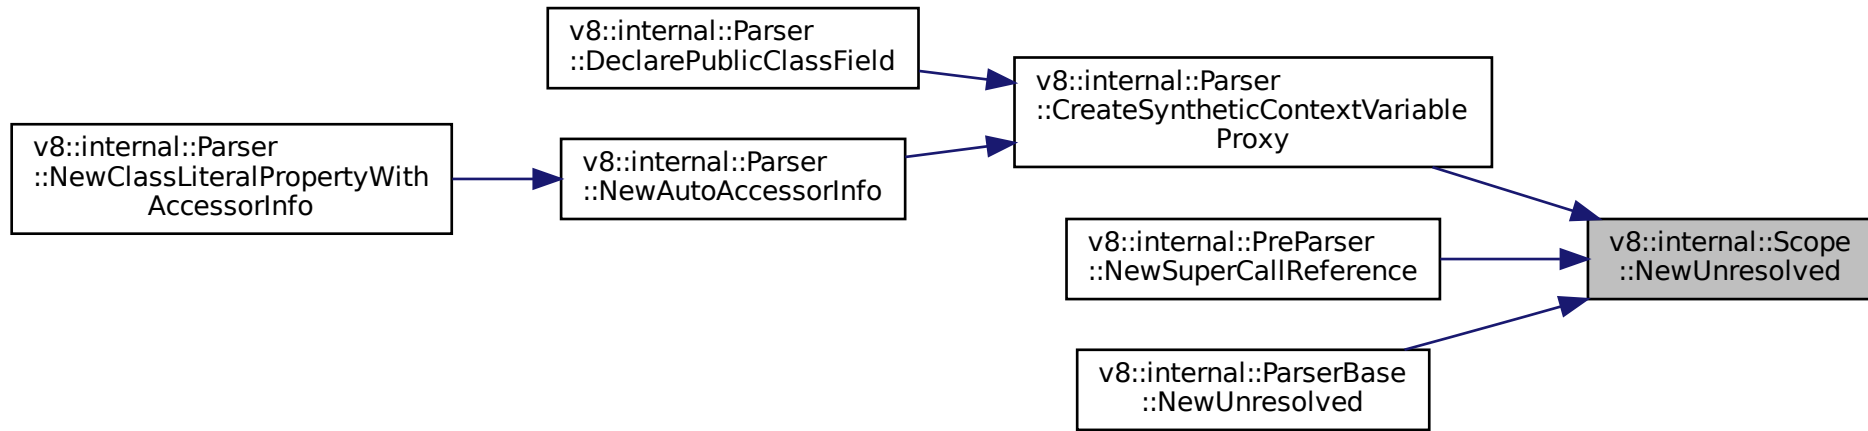 v8::internal::Parser
::DeclarePublicClassField
v8::internal::Parser
::CreateSyntheticContextVariable
Proxy
v8::internal::Parser
::NewClassLiteralPropertyWith
AccessorInfo
v8::internal::Parser
::NewAutoAccessorInfo
v8::internal::PreParser
::NewSuperCallReference
v8::internal::Scope
::NewUnresolved
v8::internal::ParserBase
::NewUnresolved